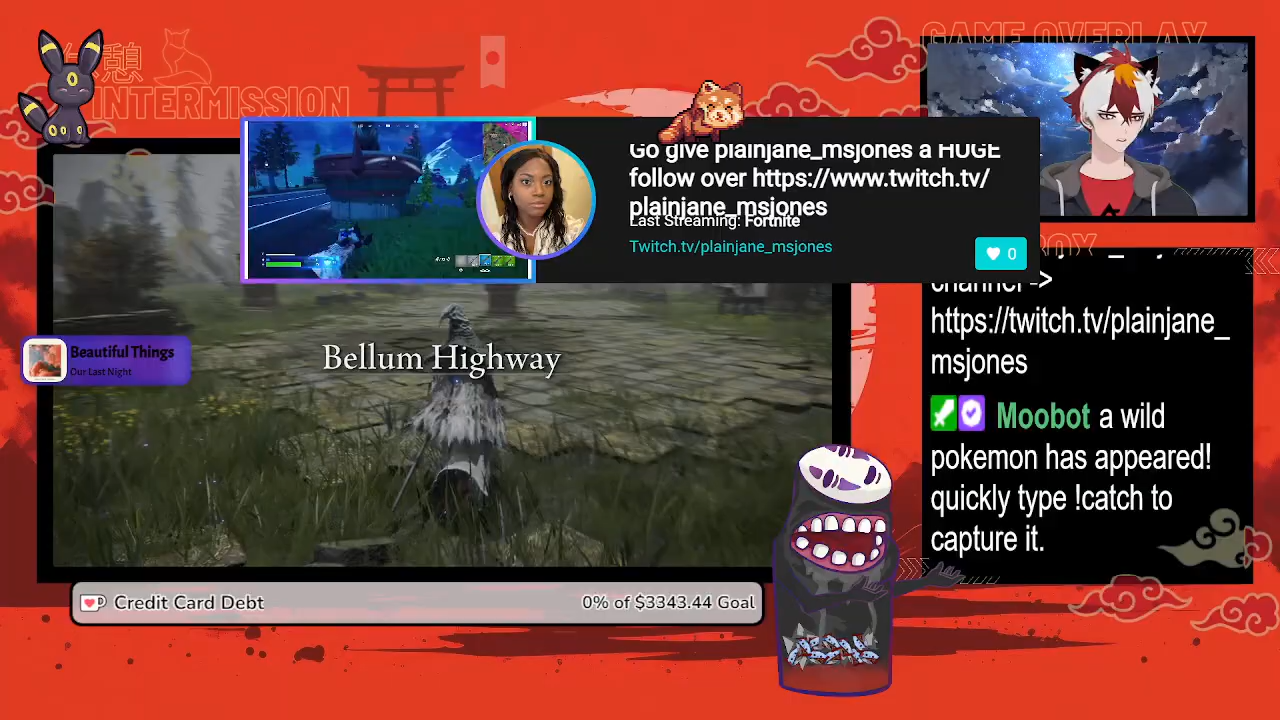 GAME OVERLAY
憩
INTERMISSION
Go give plainjane_msjones a HUGE
follow over https://www.twitch.tv/
plainjane_msjones
Last Streaming: Fortnite
Twitch.tv/plainjane_msjones
0
channel ->
https://twitch.tv/plainjane_
msjones
Moobot a wild
pokemon has appeared!
quickly type !catch to
capture it.
Beautiful Things
Our Last Night
Bellum Highway
Credit Card Debt
0% of $3343.44 Goal